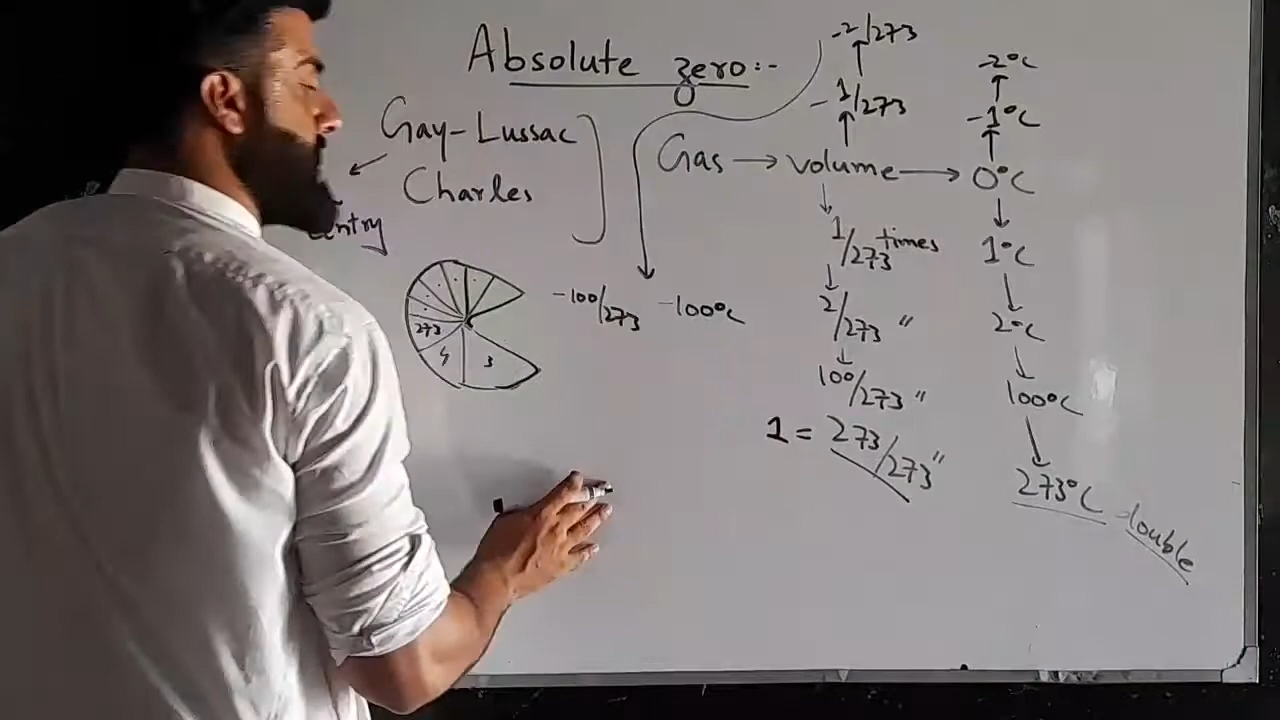 Absolute zero:-
Gay-Lussac
Charles
273
4
3
-100/273 -100°C
Gas → volume → 0°C
-1/273 -1°C
-2/273 -2°C
1/273 times 1°C
2/273 " 2°C
100/273 " 100°C
1 = 273/273 " 273°C double